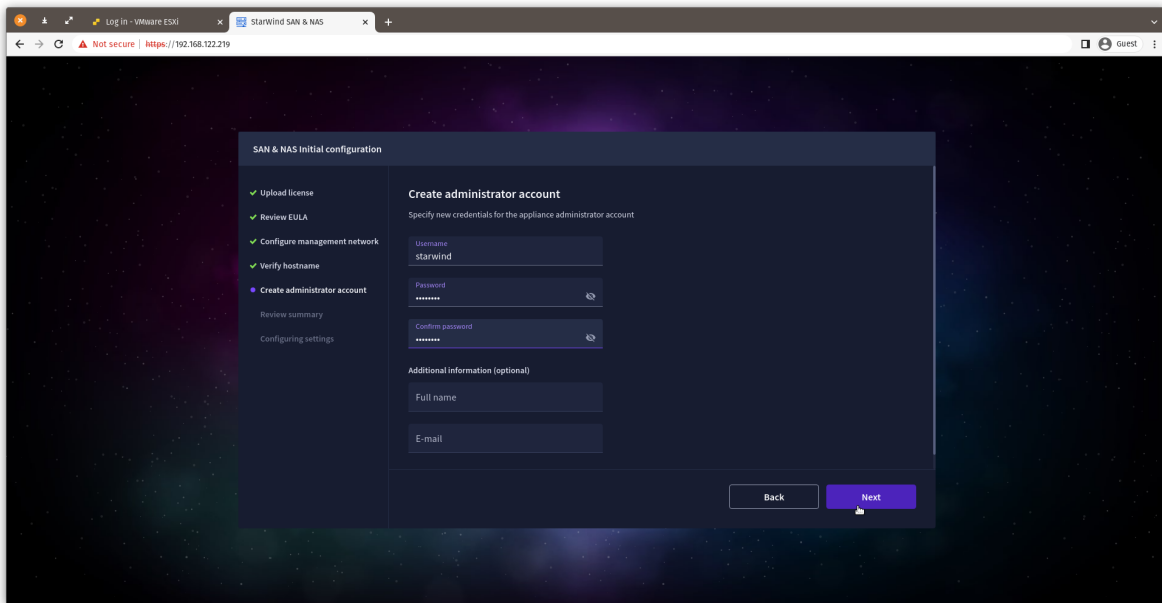 Log in - VMware ESXi
StarWind SAN & NAS
Not secure
https://192.168.122.219
Guest
SAN & NAS Initial configuration
Upload license
Review EULA
Configure management network
Verify hostname
Create administrator account
Review summary
Configuring settings
Create administrator account
Specify new credentials for the appliance administrator account
Username
starwind
Password
••••••••
Confirm password
••••••••
Additional information (optional)
Full name
E-mail
Back
Next